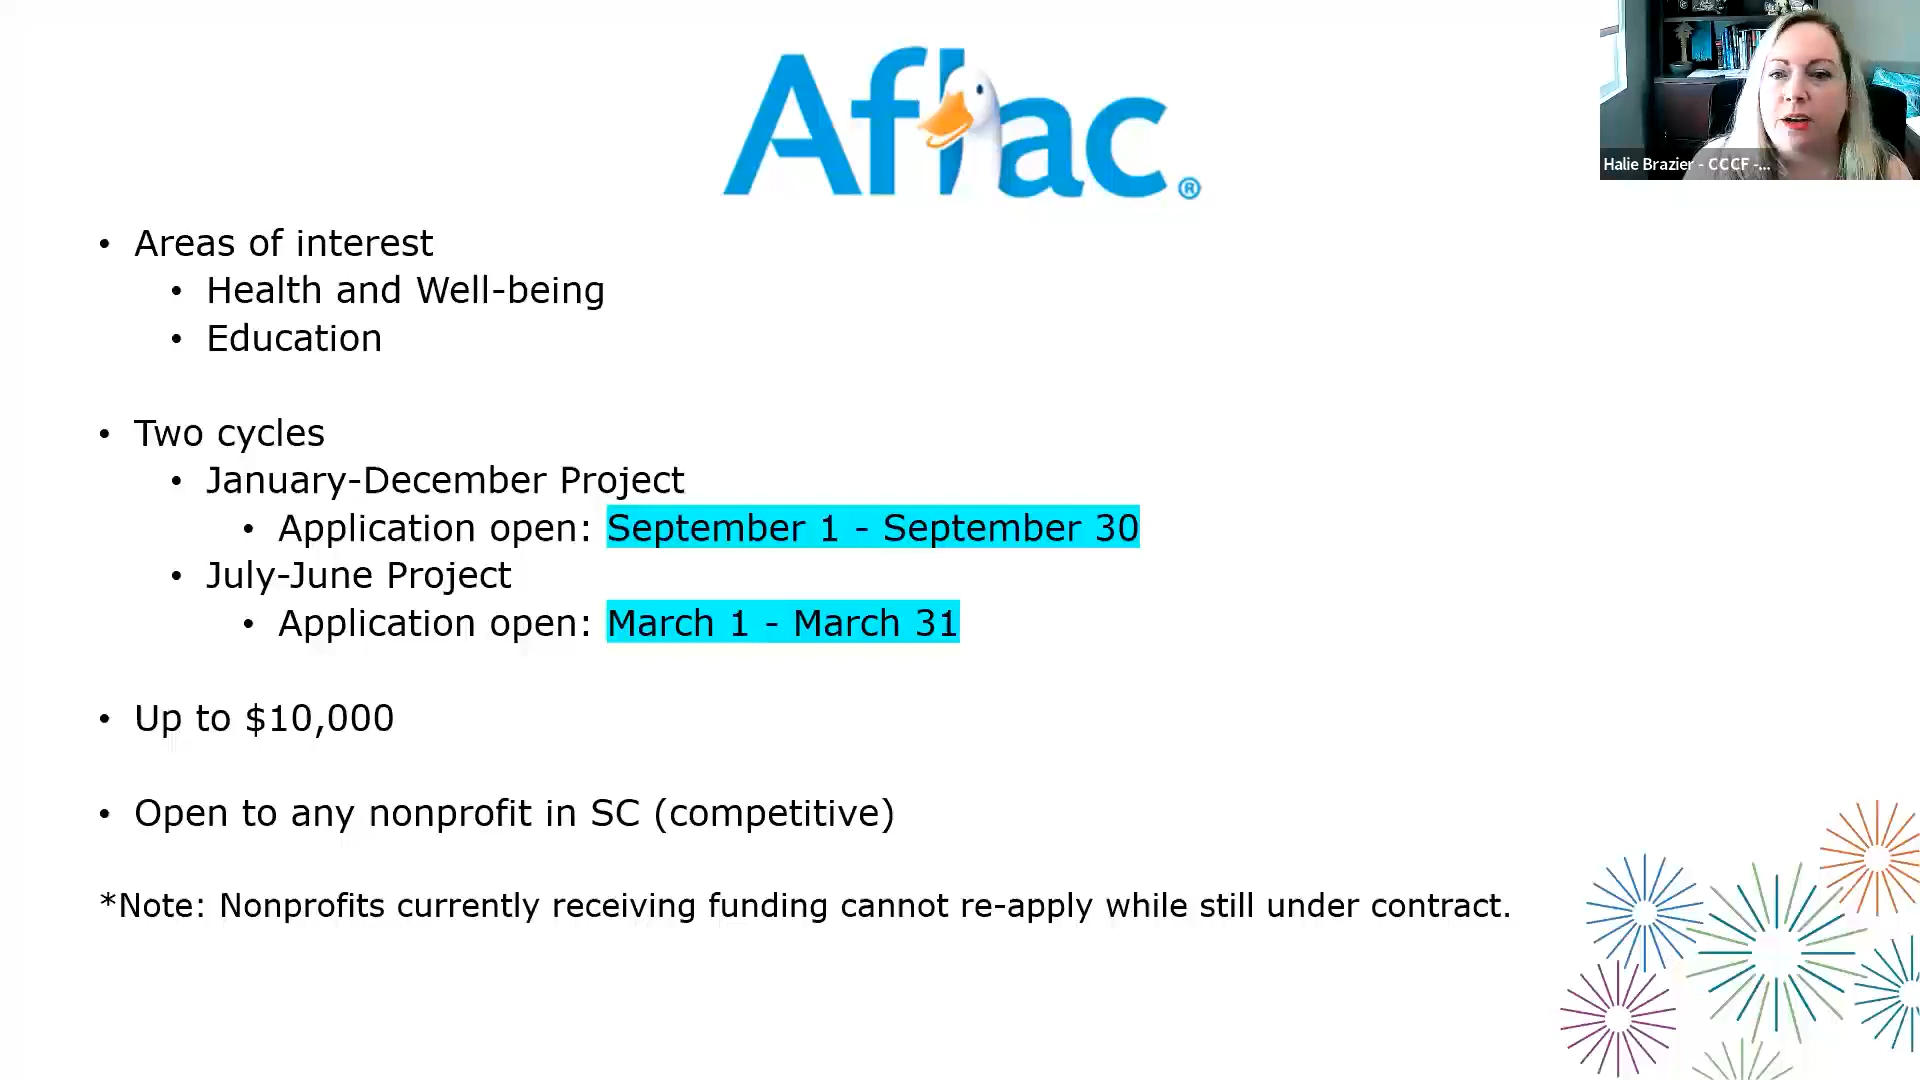 Aflac®
Halie Brazier - CCCF -...
• Areas of interest
• Health and Well-being
• Education
• Two cycles
• January-December Project
• Application open: September 1 - September 30
• July-June Project
• Application open: March 1 - March 31
• Up to $10,000
• Open to any nonprofit in SC (competitive)
*Note: Nonprofits currently receiving funding cannot re-apply while still under contract.